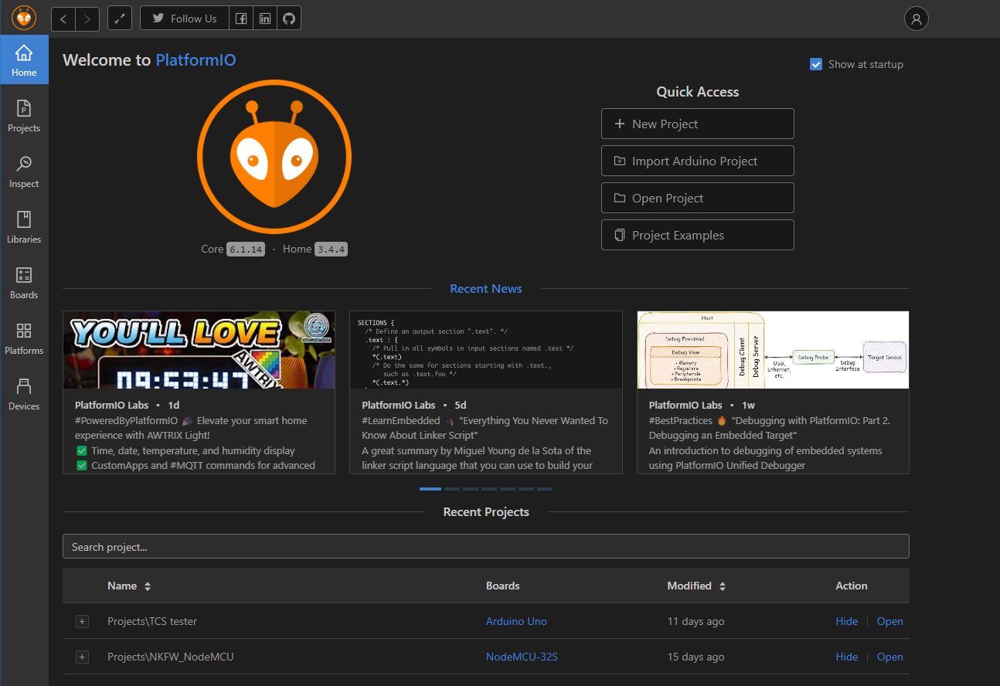 Follow Us
Home
Projects
Inspect
Libraries
Boards
Platforms
Devices
Welcome to PlatformIO
Show at startup
Core 6.1.14 · Home 3.4.4
Quick Access
New Project
Import Arduino Project
Open Project
Project Examples
Recent News
YOU'LL LOVE
AWTRI
09:53:47
PlatformIO Labs • 1d
#PoweredByPlatformIO 🎉 Elevate your smart home
experience with AWTRIX Light!
✅ Time, date, temperature, and humidity display
✅ CustomApps and #MQTT commands for advanced
SECTIONS {
/* Define an output section ".text". */
.text : {
/* Pull in all symbols in input sections named .text */
*(.text)
/* Do the same for sections starting with .text.,
such as .text.foo */
*(.text.*)
PlatformIO Labs • 5d
#LearnEmbedded "Everything You Never Wanted To
Know About Linker Script"
A great summary by Miguel Young de la Sota of the
linker script language that you can use to build your
Host
Debug Frontend
Debug View
• Memory
• Registers
• Peripherals
• Breakpoints
Debug Client
Debug Server
USB,
Ethernet,
etc.
Debug Probe
Debug
Interface
Target Device
PlatformIO Labs • 1w
#BestPractices 🔥 "Debugging with PlatformIO: Part 2.
Debugging an Embedded Target"
An introduction to debugging of embedded systems
using PlatformIO Unified Debugger
Recent Projects
Search project...
Name Boards Modified Action
Projects\TCS tester Arduino Uno 11 days ago Hide | Open
Projects\NKFW_NodeMCU NodeMCU-32S 15 days ago Hide | Open